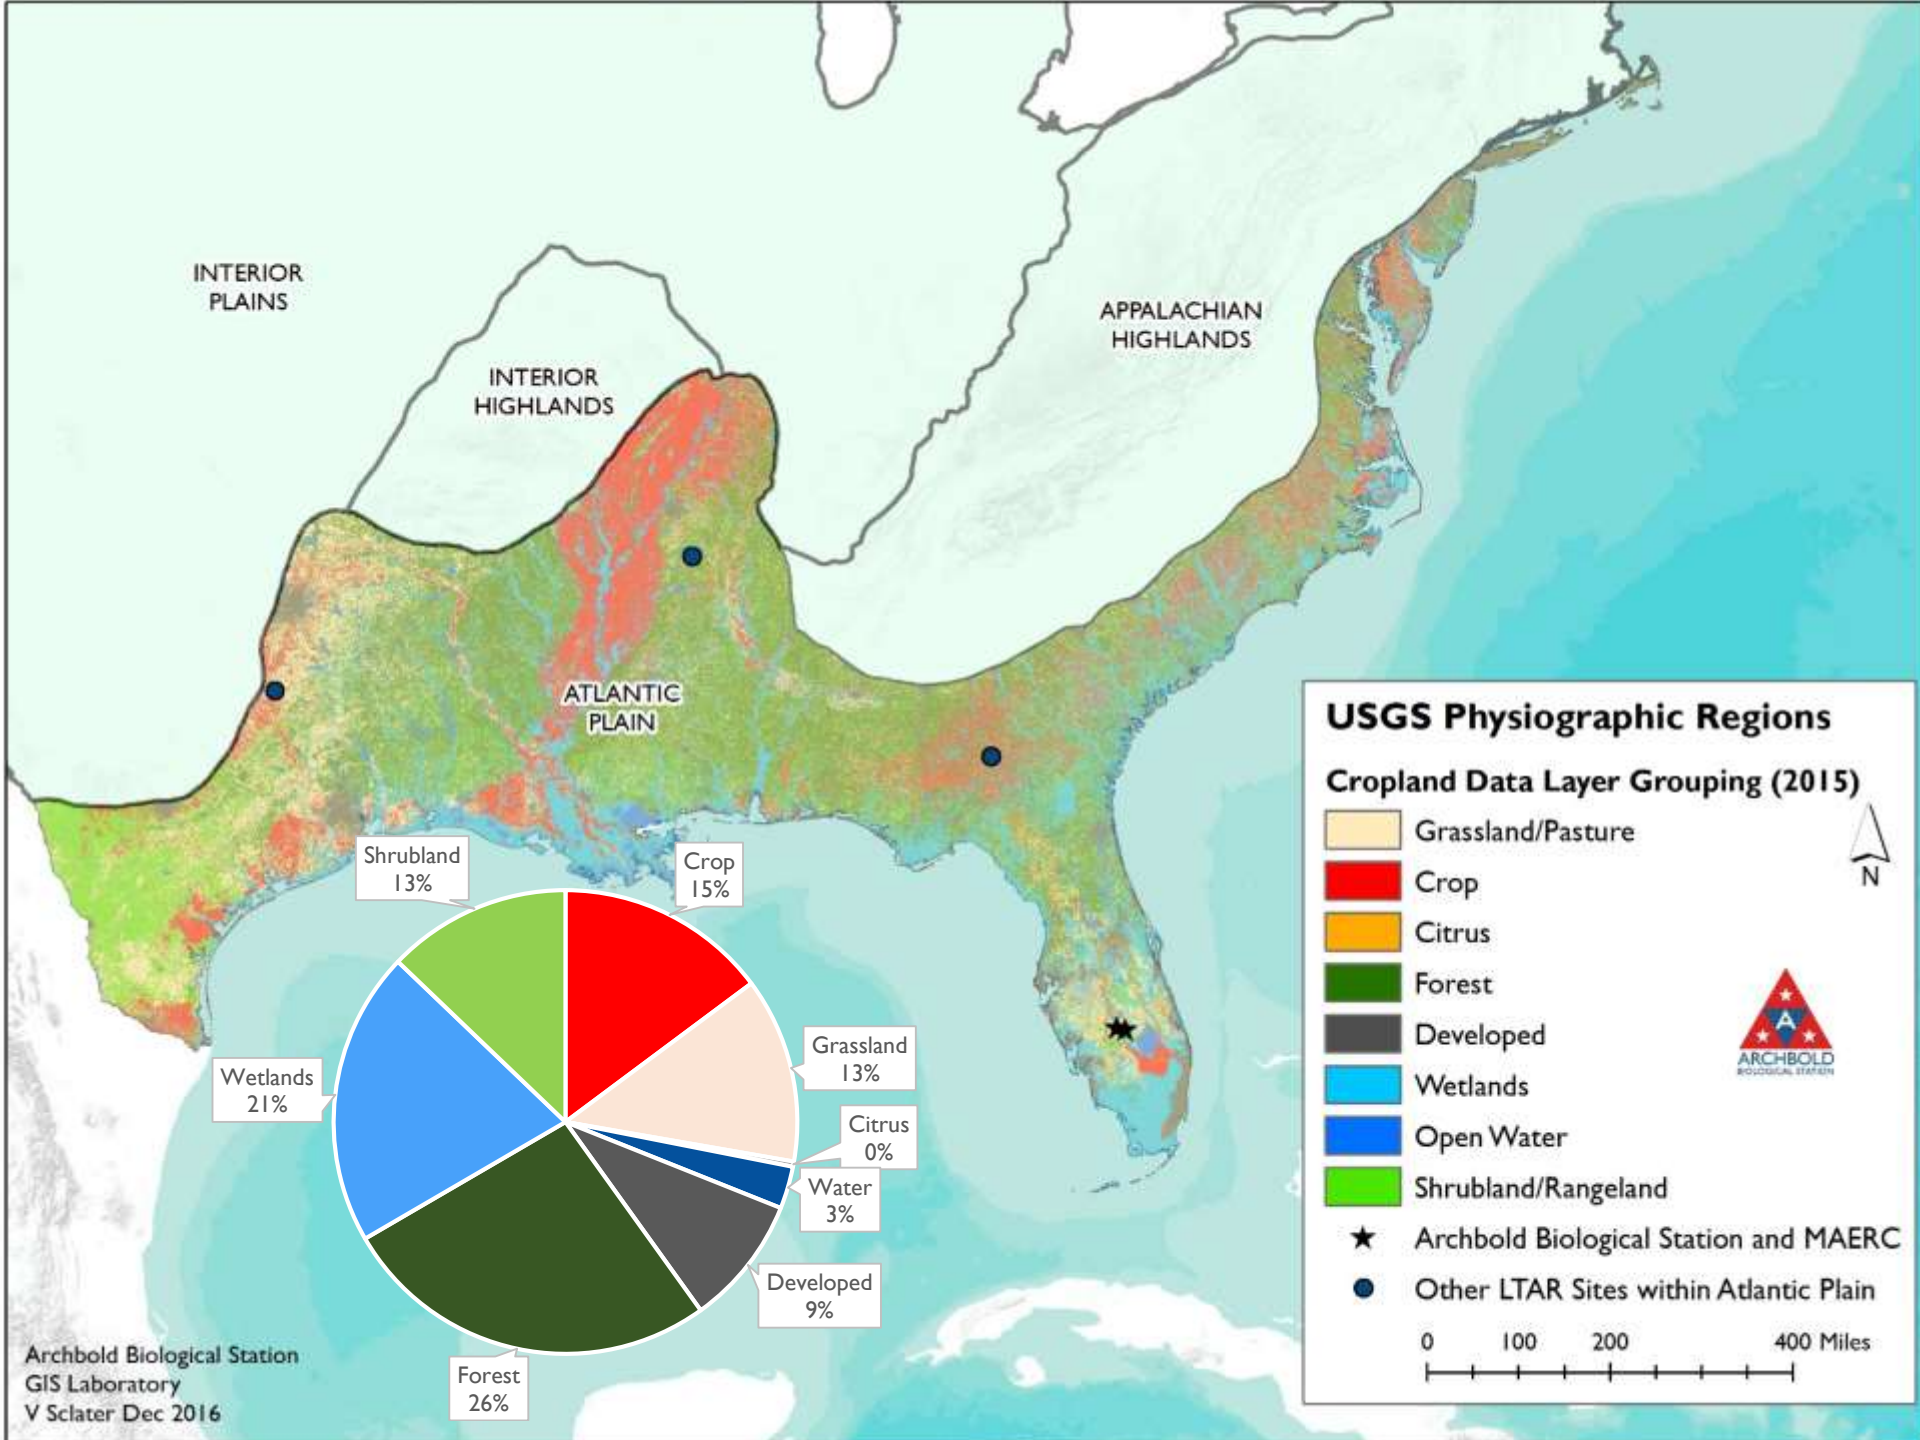 INTERIOR
PLAINS
INTERIOR
HIGHLANDS
APPALACHIAN
HIGHLANDS
ATLANTIC
PLAIN
Shrubland
13%
Crop
15%
Grassland
13%
Wetlands
21%
Citrus
0%
Water
3%
Developed
9%
Forest
26%
USGS Physiographic Regions
Cropland Data Layer Grouping (2015)
Grassland/Pasture
Crop
Citrus
Forest
Developed
Wetlands
Open Water
Shrubland/Rangeland
Archbold Biological Station and MAERC
Other LTAR Sites within Atlantic Plain
0 100 200 400 Miles
N
A
ARCHBOLD
BIOLOGICAL STATION
Archbold Biological Station
GIS Laboratory
V Sclater Dec 2016